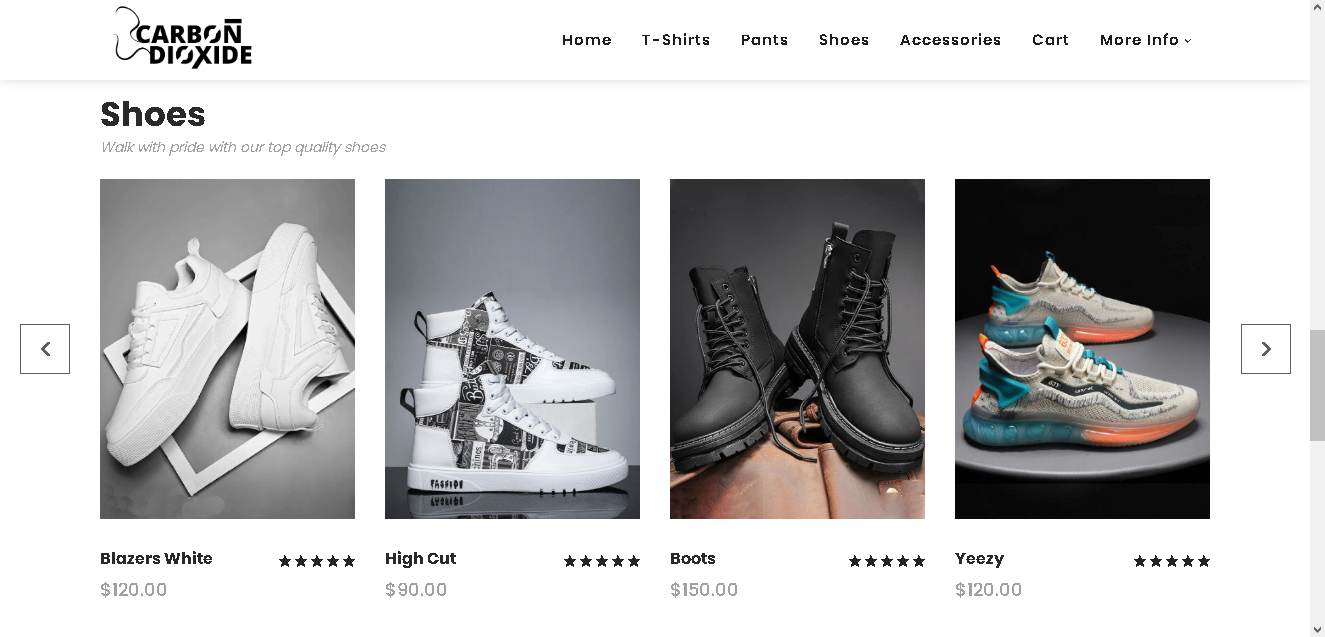 CARBON
DIOXIDE
Home T-Shirts Pants Shoes Accessories Cart More Info
Shoes
Walk with pride with our top quality shoes
FASHIDE
Blazers White ★★★★★
$120.00
High Cut ★★★★★
$90.00
Boots ★★★★★
$150.00
Yeezy ★★★★★
$120.00